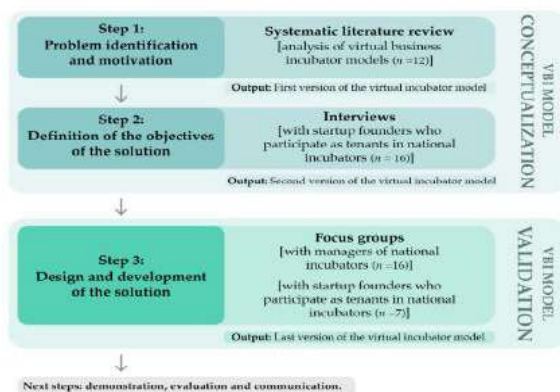 Step 1:
Problem identification
and motivation
Systematic literature review
[analysis of virtual business
incubator models (n =12)]
Output: First version of the virtual incubator model
↓
Step 2:
Definition of the objectives
of the solution
Interviews
[with startup founders who
participate as tenants in national
incubators (n = 16)]
Output: Second version of the virtual incubator model
VBI MODEL
CONCEPTUALIZATION
↓
Step 3:
Design and development
of the solution
Focus groups
[with managers of national
incubators (n =16)]
[with startup founders who
participate as tenants in national
incubators (n =7)]
Output: Last version of the virtual incubator model
VBI MODEL
VALIDATION
↓
Next steps: demonstration, evaluation and communication.